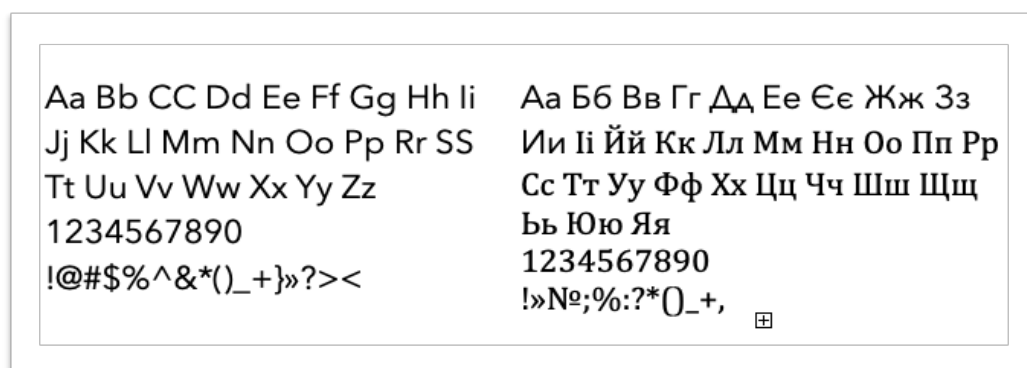 Aa Bb CC Dd Ee Ff Gg Hh Ii
Jj Kk Ll Mm Nn Oo Pp Rr SS
Tt Uu Vv Ww Xx Yy Zz
1234567890
!@#$%^&*()_+}»?><
Аа Бб Вв Гг Дд Ее Єє Жж Зз
Ии Іі Йй Кк Лл Мм Нн Оо Пп Рр
Сс Тт Уу Фф Хх Цц Чч Шш Щщ
Ьь Юю Яя
1234567890
!»№;%:?*()_+,